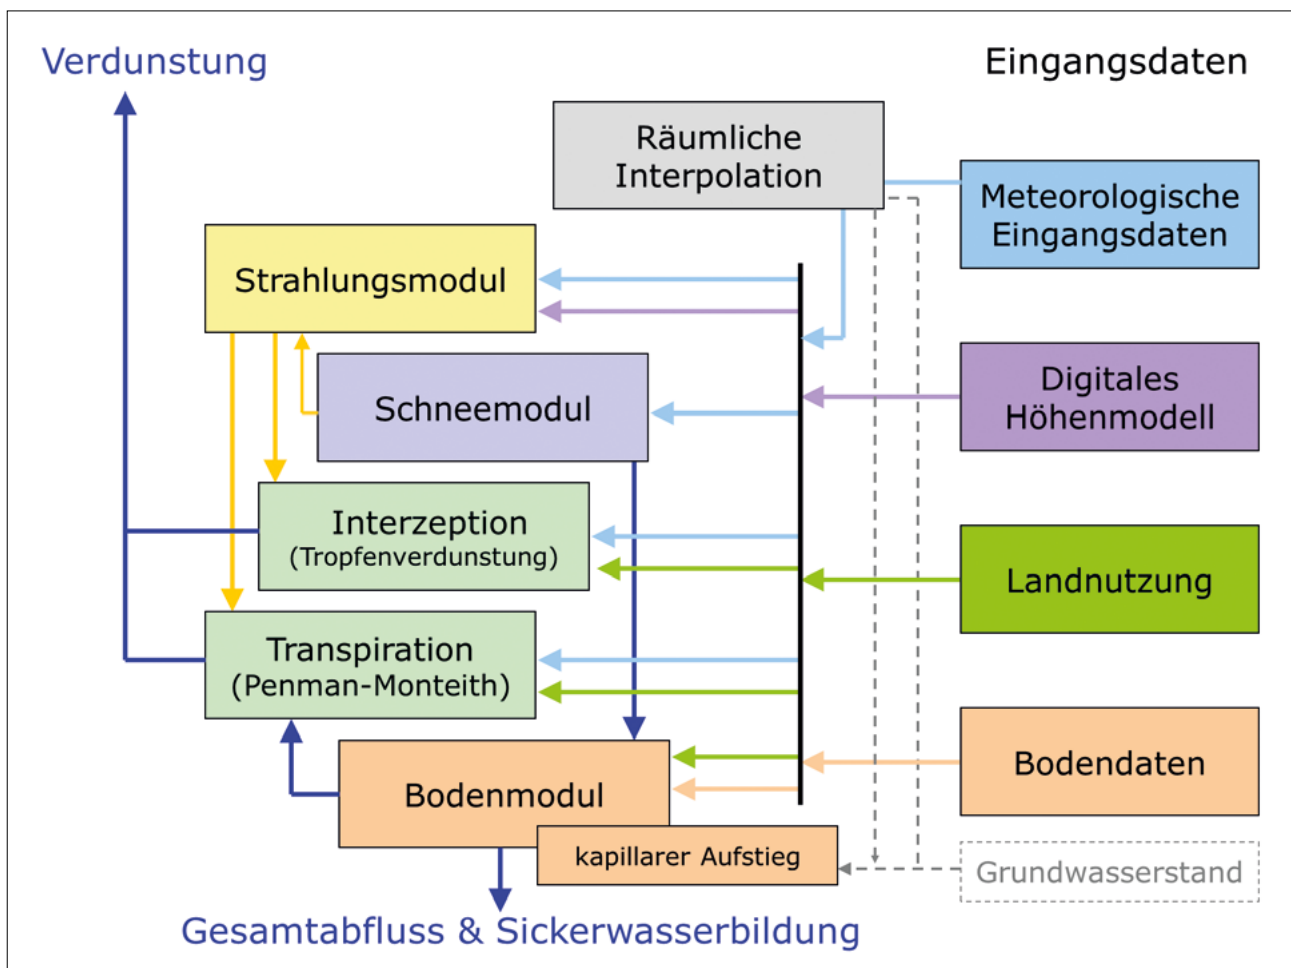 Verdunstung
Eingangsdaten
Räumliche
Interpolation
Meteorologische
Eingangsdaten
Strahlungsmodul
Digitales
Höhenmodell
Schneemodul
Interzeption
(Tropfenverdunstung)
Landnutzung
Transpiration
(Penman-Monteith)
Bodendaten
Bodenmodul
kapillarer Aufstieg
Grundwasserstand
Gesamtabfluss & Sickerwasserbildung